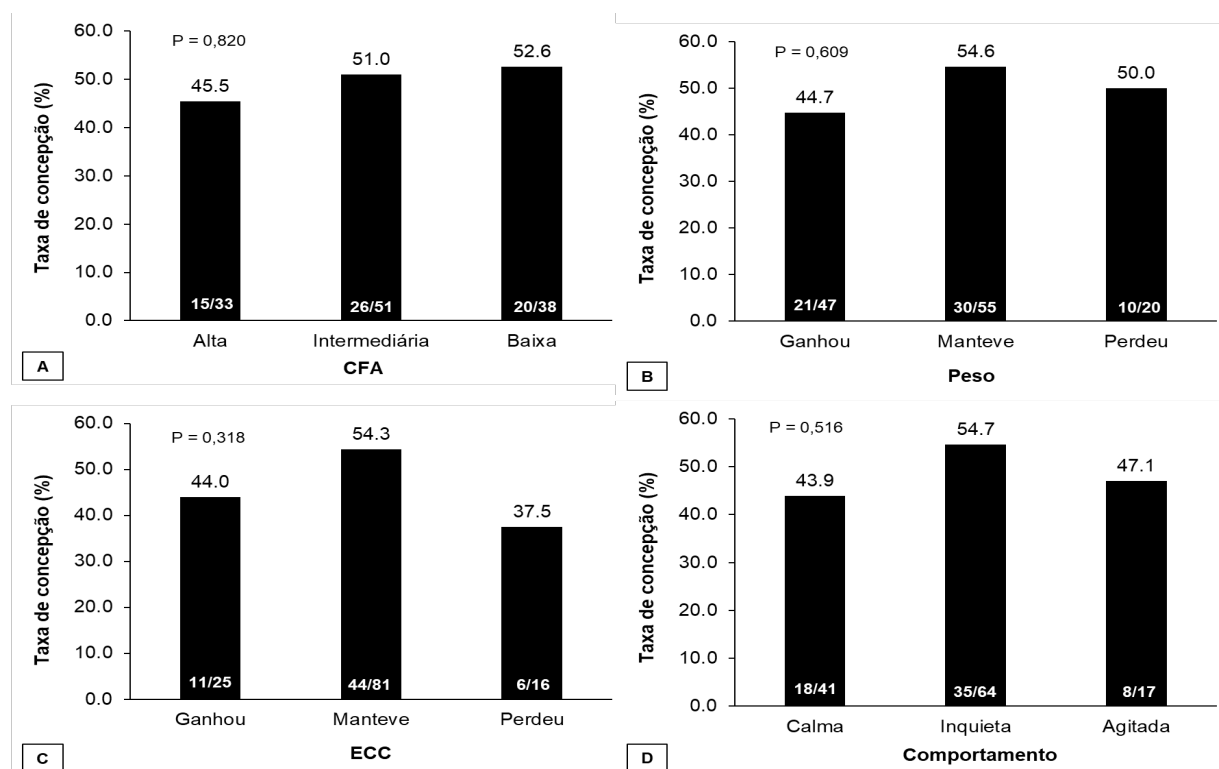 60.0
50.0
40.0
30.0
20.0
10.0
0.0
Taxa de concepção (%)
P = 0,820
45.5
51.0
52.6
15/33
26/51
20/38
Alta
Intermediária
Baixa
CFA
A
60.0
50.0
40.0
30.0
20.0
10.0
0.0
Taxa de concepção (%)
P = 0,609
44.7
54.6
50.0
21/47
30/55
10/20
Ganhou
Manteve
Perdeu
Peso
B
60.0
50.0
40.0
30.0
20.0
10.0
0.0
Taxa de concepção (%)
P = 0,318
44.0
54.3
37.5
11/25
44/81
6/16
Ganhou
Manteve
Perdeu
ECC
C
60.0
50.0
40.0
30.0
20.0
10.0
0.0
Taxa de concepção (%)
P = 0,516
43.9
54.7
47.1
18/41
35/64
8/17
Calma
Inquieta
Agitada
Comportamento
D